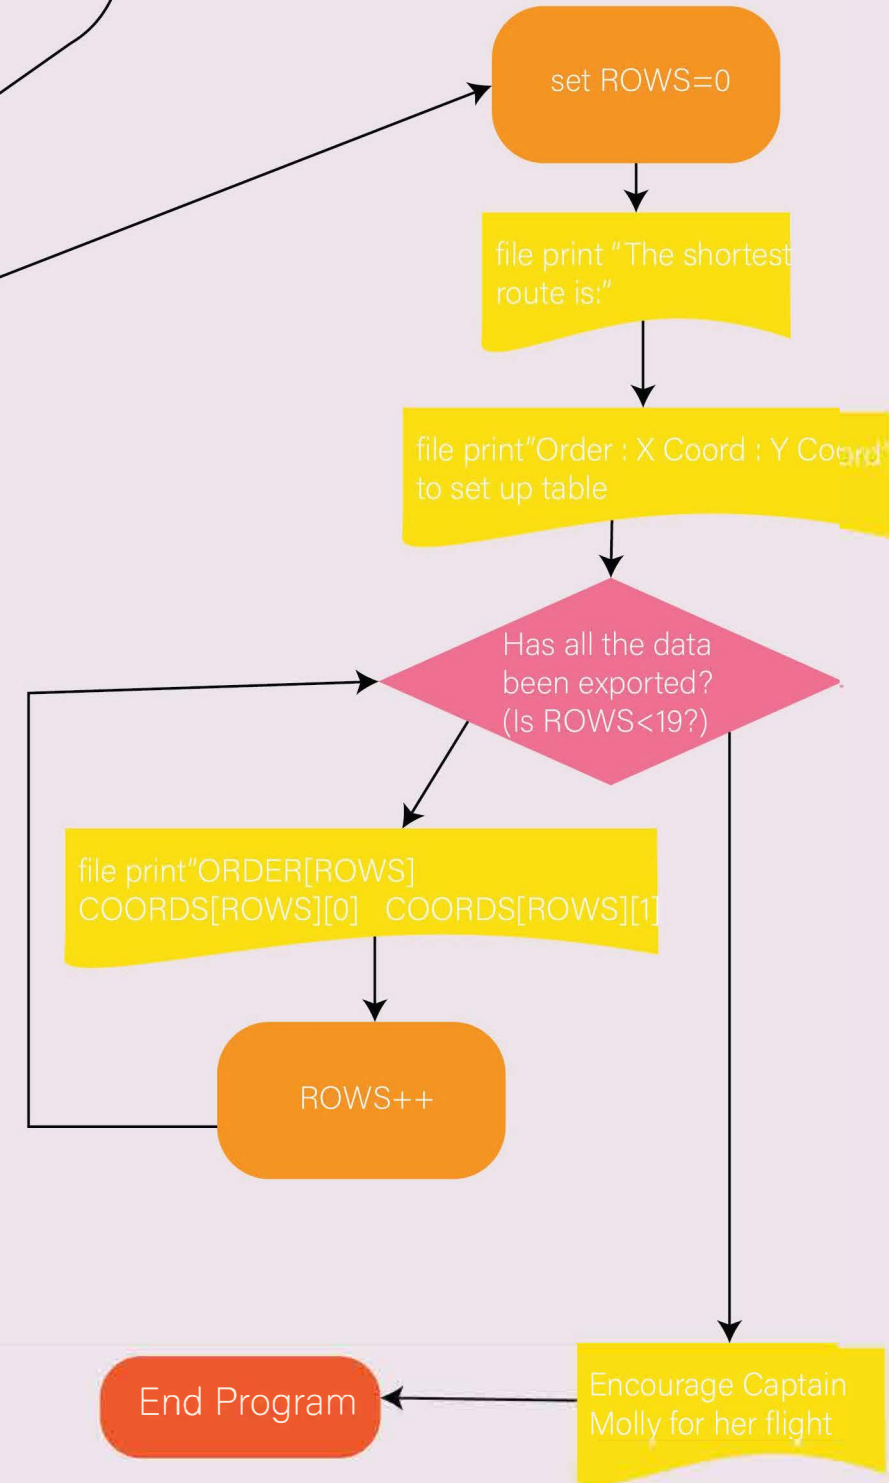 set ROWS=0
file print “The shortest
route is:”
file print”Order : X Coord : Y Coord”
to set up table
Has all the data
been exported?
(Is ROWS<19?)
file print”ORDER[ROWS]
COORDS[ROWS][0] COORDS[ROWS][1]
ROWS++
Encourage Captain
Molly for her flight
End Program